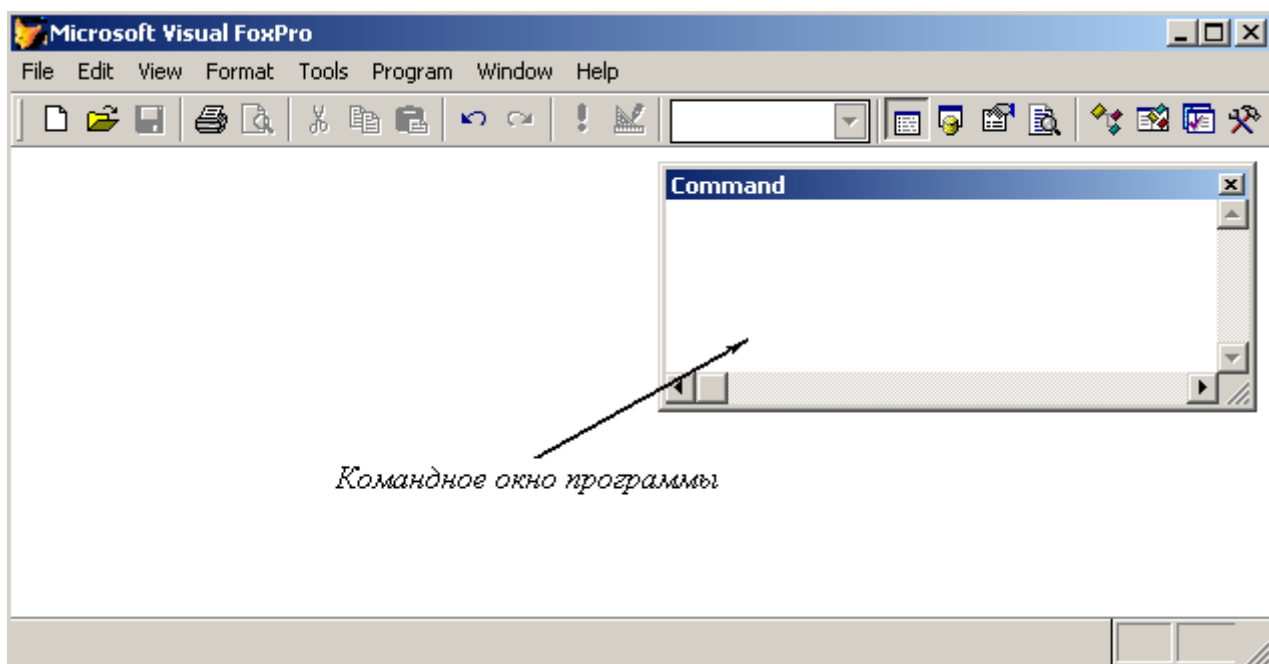 Microsoft Visual FoxPro
File Edit View Format Tools Program Window Help
Command
Командное окно программы